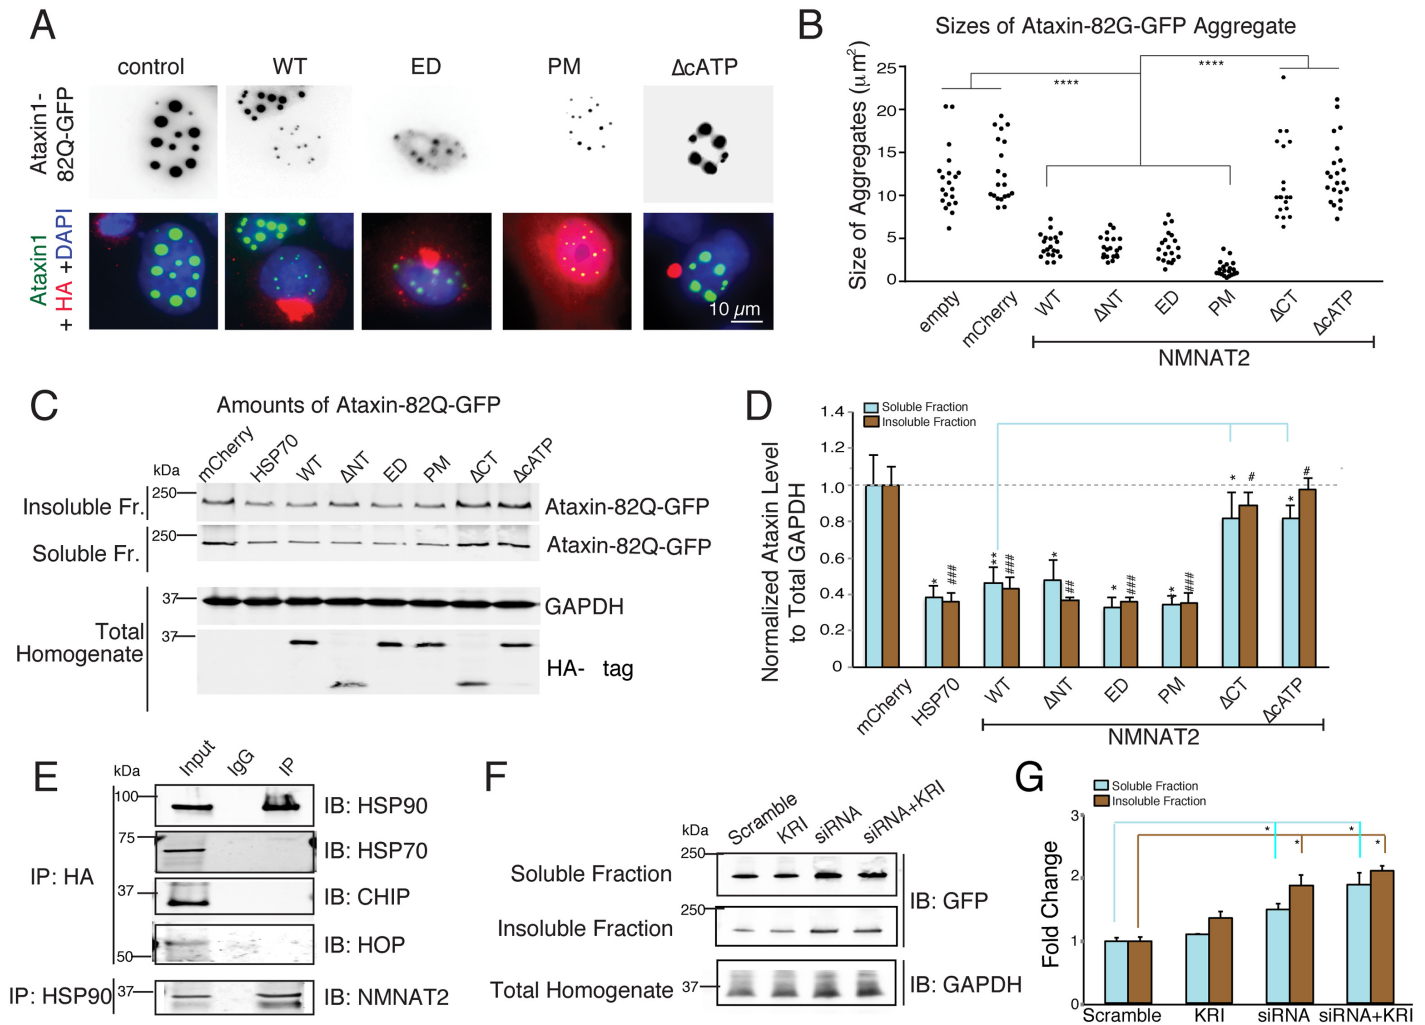 A
control WT ED PM ΔcATP
Ataxin1-
82Q-GFP
Ataxin1
+ HA +DAPI
10 µm
B
Sizes of Ataxin-82G-GFP Aggregate
Size of Aggregates (µm²)
25
20
15
10
5
0
**** ****
empty mCherry WT ΔNT ED PM ΔCT ΔcATP
NMNAT2
C
Amounts of Ataxin-82Q-GFP
kDa mCherry HSP70 WT ΔNT ED PM ΔCT ΔcATP
Insoluble Fr. 250 Ataxin-82Q-GFP
Soluble Fr. 250 Ataxin-82Q-GFP
37 GAPDH
Total
Homogenate
37 HA- tag
D
Soluble Fraction
Insoluble Fraction
Normalized Ataxin Level
to Total GAPDH
1.4
1.2
1.0
0.8
0.6
0.4
0.2
0
* ### ** ### * ## * ### * ### * # * #
mCherry HSP70 WT ΔNT ED PM ΔCT ΔcATP
NMNAT2
E
kDa Input IgG IP
100 IB: HSP90
75 IB: HSP70
IP: HA
37 IB: CHIP
IB: HOP
50
IP: HSP90 37 IB: NMNAT2
F
kDa Scramble KRI siRNA siRNA+KRI
250
Soluble Fraction
IB: GFP
250
Insoluble Fraction
Total Homogenate 37 IB: GAPDH
G
Soluble Fraction
Insoluble Fraction
Fold Change
3
2
1
0
* * * *
Scramble KRI siRNA siRNA+KRI